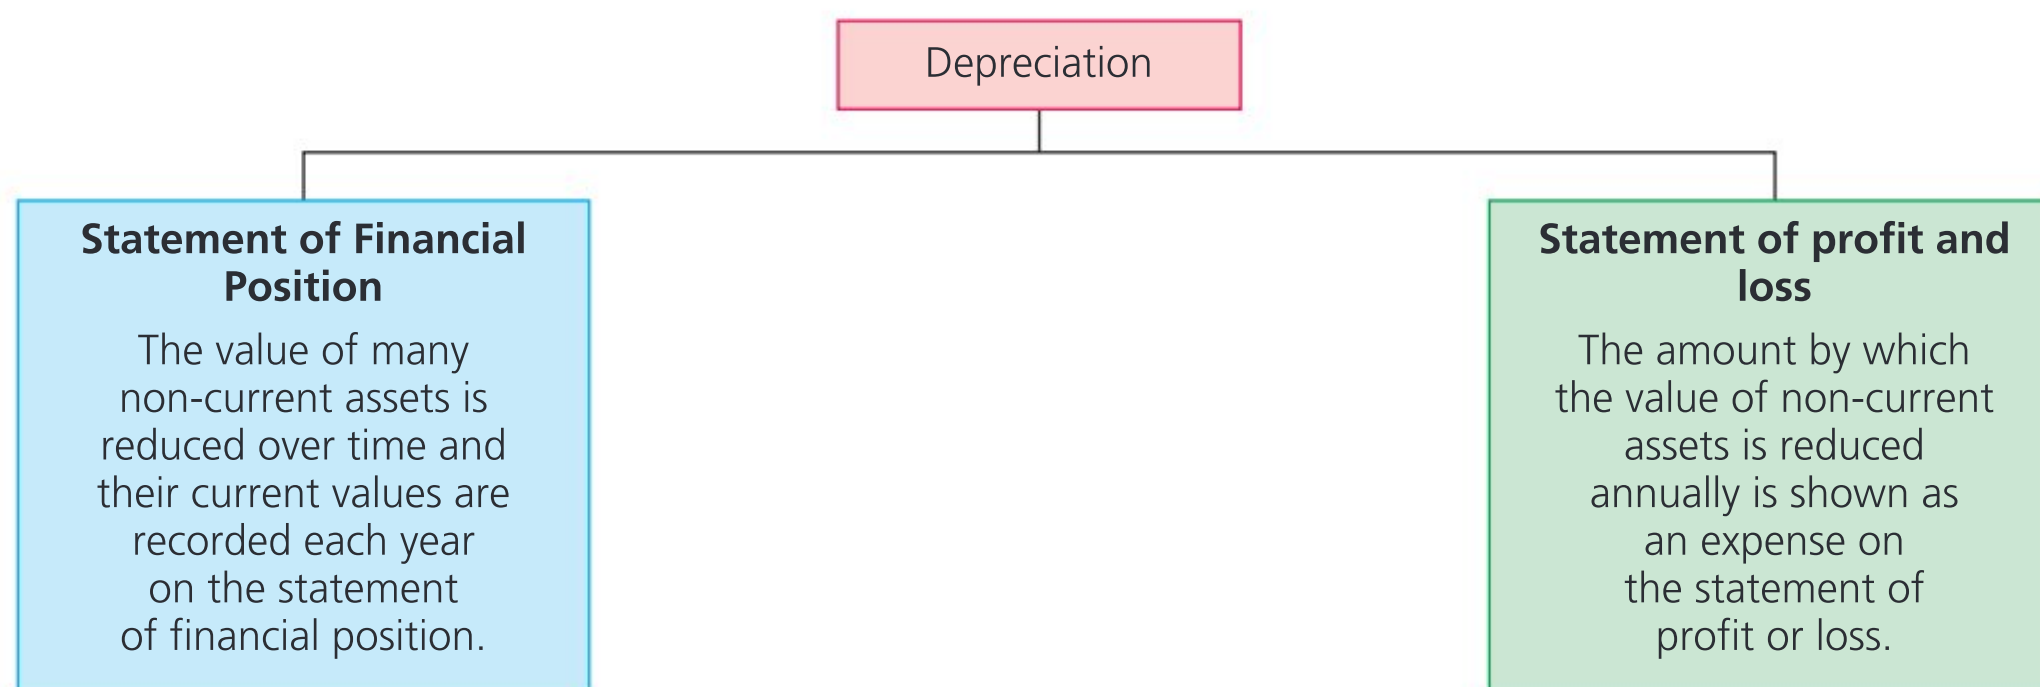 Depreciation
Statement of Financial
Position
The value of many
non-current assets is
reduced over time and
their current values are
recorded each year
on the statement
of financial position.
Statement of profit and
loss
The amount by which
the value of non-current
assets is reduced
annually is shown as
an expense on
the statement of
profit or loss.